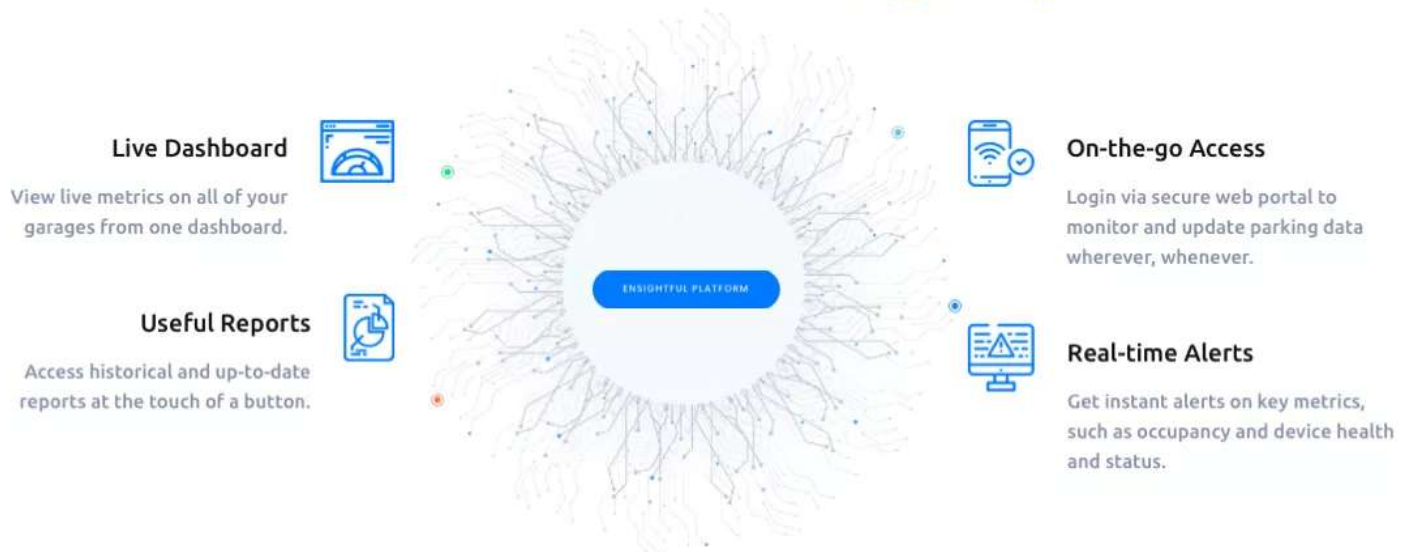 Live Dashboard
View live metrics on all of your
garages from one dashboard.
Useful Reports
Access historical and up-to-date
reports at the touch of a button.
ENSIGHTFUL PLATFORM
On-the-go Access
Login via secure web portal to
monitor and update parking data
wherever, whenever.
Real-time Alerts
Get instant alerts on key metrics,
such as occupancy and device health
and status.